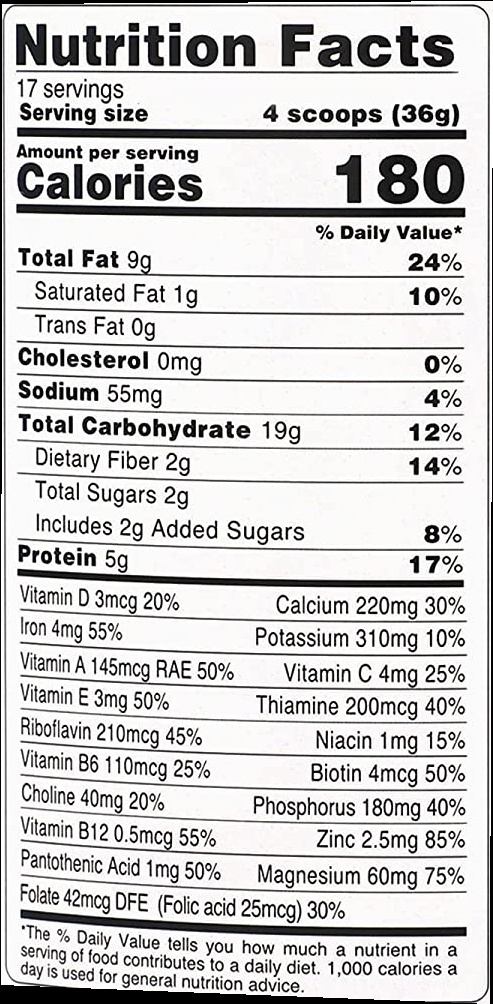 Nutrition Facts
17 servings
Serving size 4 scoops (36g)
Amount per serving
Calories 180
% Daily Value*
Total Fat 9g 24%
Saturated Fat 1g 10%
Trans Fat 0g
Cholesterol 0mg 0%
Sodium 55mg 4%
Total Carbohydrate 19g 12%
Dietary Fiber 2g 14%
Total Sugars 2g
Includes 2g Added Sugars 8%
Protein 5g 17%
Vitamin D 3mcg 20% Calcium 220mg 30%
Iron 4mg 55% Potassium 310mg 10%
Vitamin A 145mcg RAE 50% Vitamin C 4mg 25%
Vitamin E 3mg 50% Thiamine 200mcg 40%
Riboflavin 210mcg 45% Niacin 1mg 15%
Vitamin B6 110mcg 25% Biotin 4mcg 50%
Choline 40mg 20% Phosphorus 180mg 40%
Vitamin B12 0.5mcg 55% Zinc 2.5mg 85%
Pantothenic Acid 1mg 50% Magnesium 60mg 75%
Folate 42mcg DFE (Folic acid 25mcg) 30%
*The % Daily Value tells you how much a nutrient in a
serving of food contributes to a daily diet. 1,000 calories a
day is used for general nutrition advice.